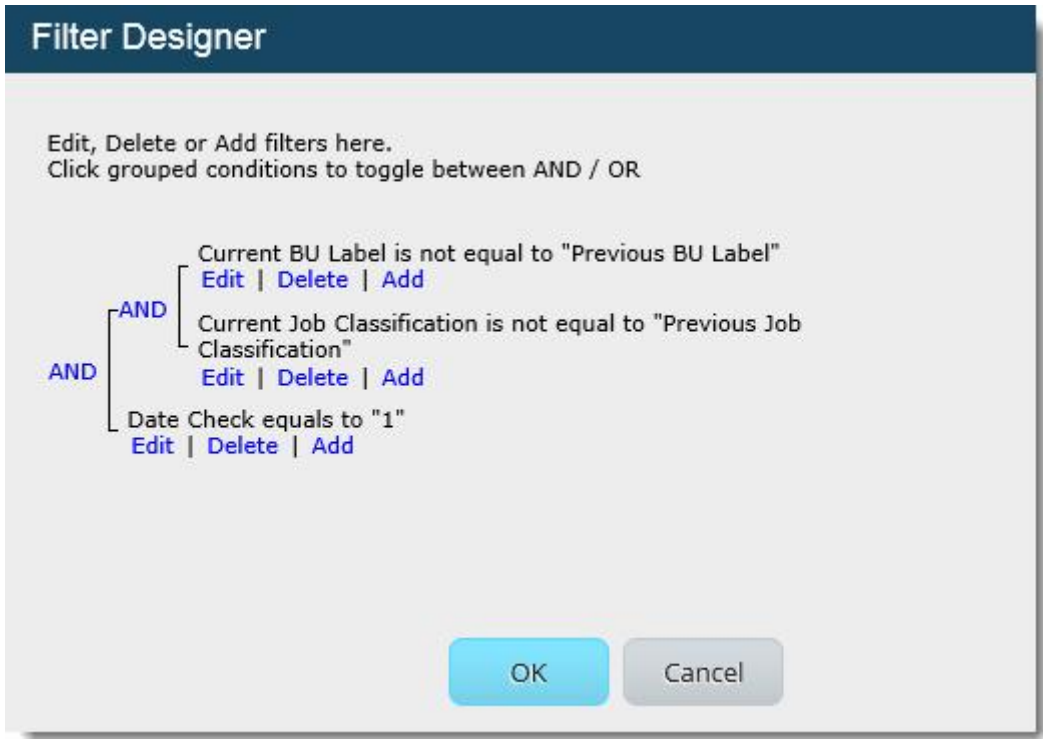 Filter Designer
Edit, Delete or Add filters here.
Click grouped conditions to toggle between AND / OR
Current BU Label is not equal to "Previous BU Label"
Edit | Delete | Add
AND
Current Job Classification is not equal to "Previous Job
Classification"
Edit | Delete | Add
AND
Date Check equals to "1"
Edit | Delete | Add
OK Cancel